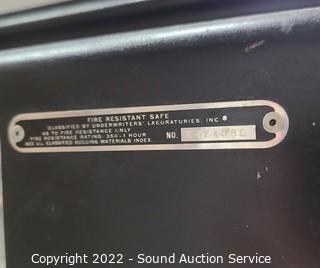 FIRE RESISTANT SAFE
CLASSIFIED BY UNDERWRITERS' LABORATORIES, INC.®
AS TO FIRE RESISTANCE ONLY
FIRE RESISTANCE RATING: 350-1 HOUR NO.
SEE UL CLASSIFIED BUILDING MATERIALS INDEX.
Copyright 2022 - Sound Auction Service